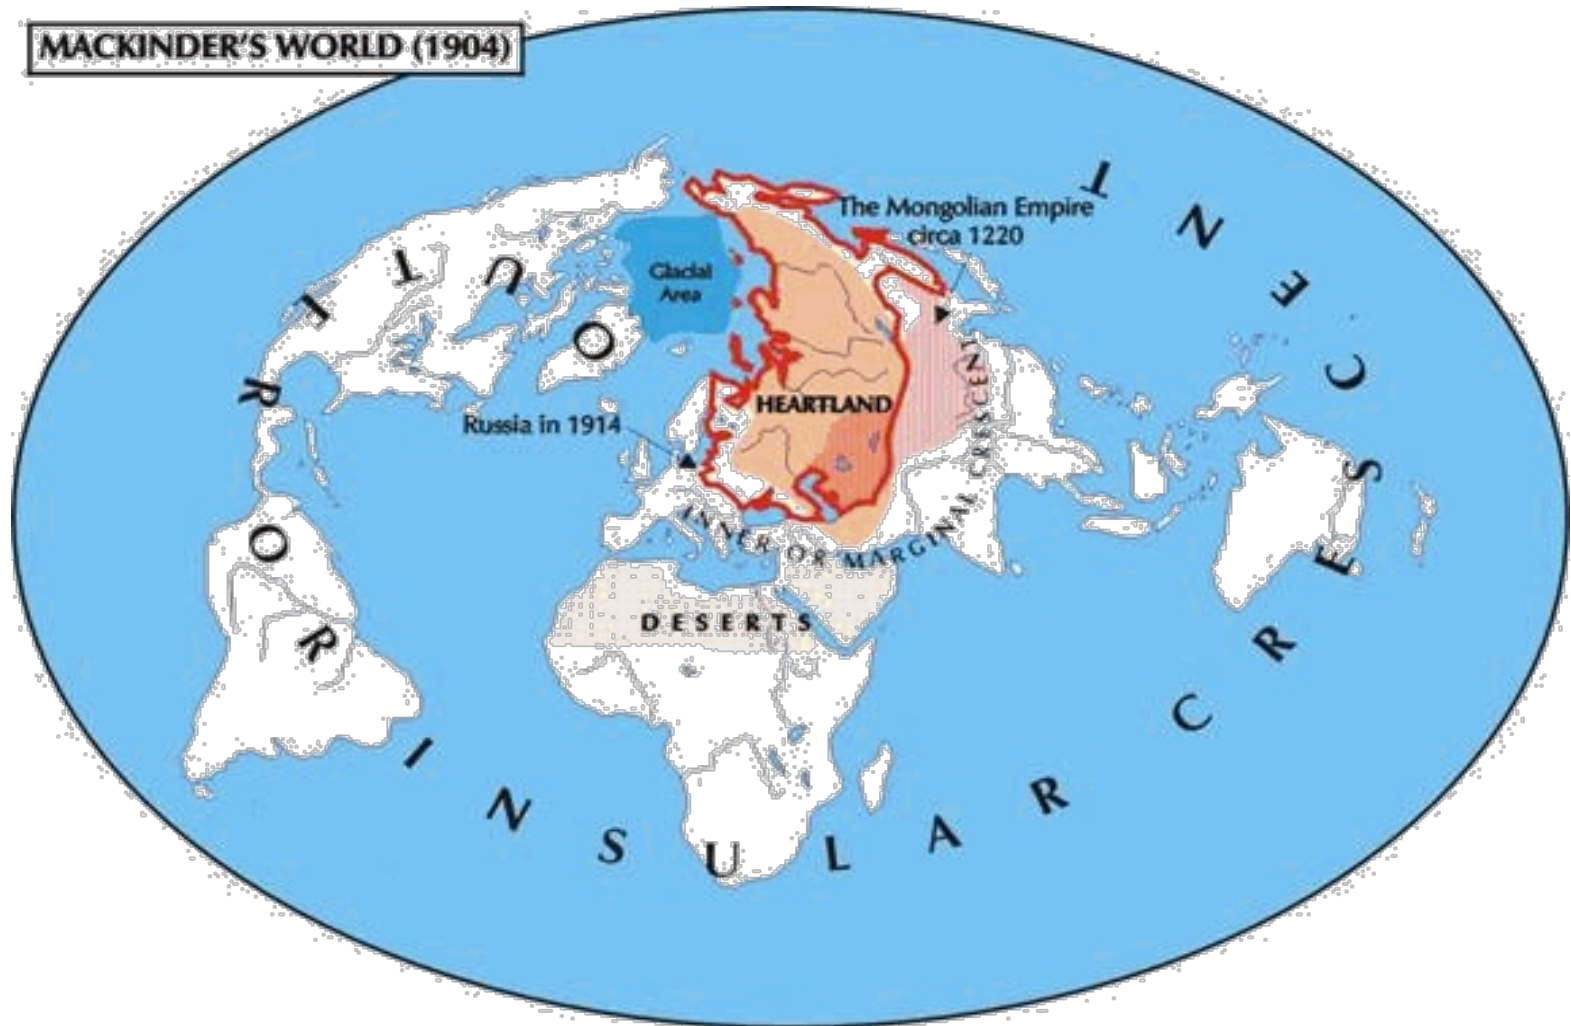 MACKINDER'S WORLD (1904)
The Mongolian Empire
circa 1220
Glacial
Area
HEARTLAND
Russia in 1914
INNER OR MARGINAL CRESCENT
DESERTS
OUTLR OR INSULAR CRESCENT